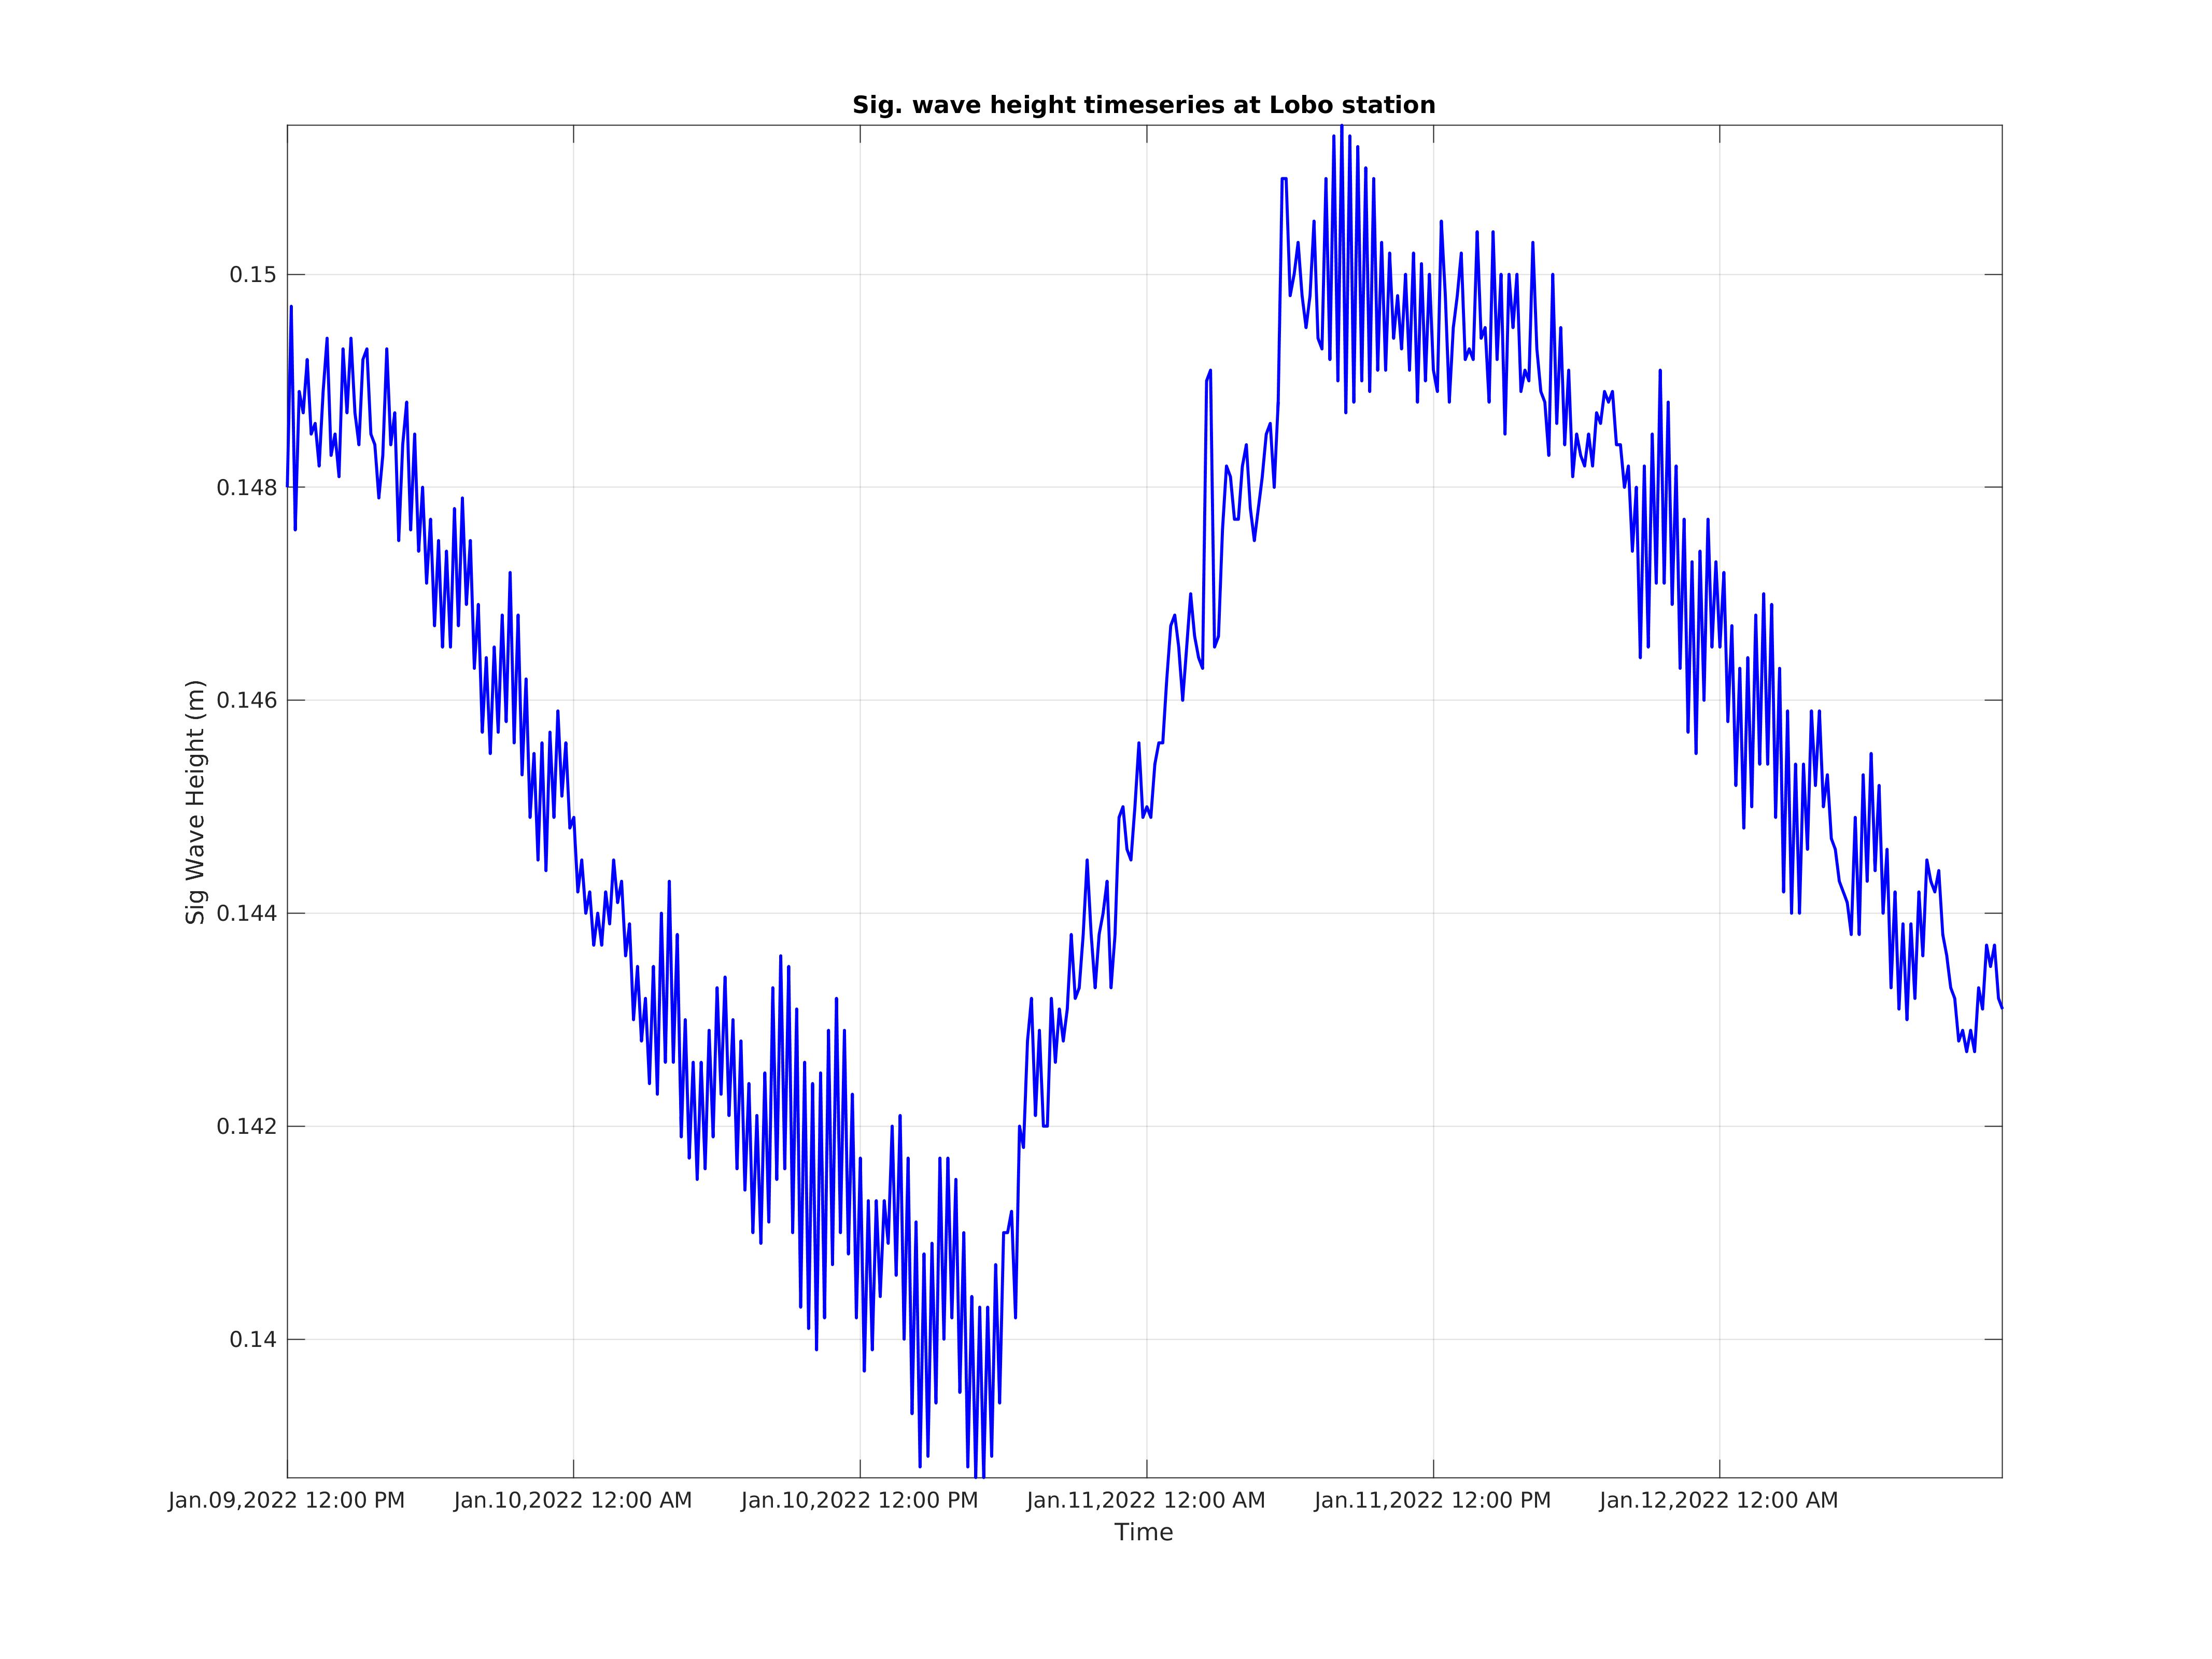 Sig. wave height timeseries at Lobo station
0.15
0.148
0.146
0.144
0.142
0.14
Sig Wave Height (m)
Jan.09,2022 12:00 PM
Jan.10,2022 12:00 AM
Jan.10,2022 12:00 PM
Jan.11,2022 12:00 AM
Jan.11,2022 12:00 PM
Jan.12,2022 12:00 AM
Time